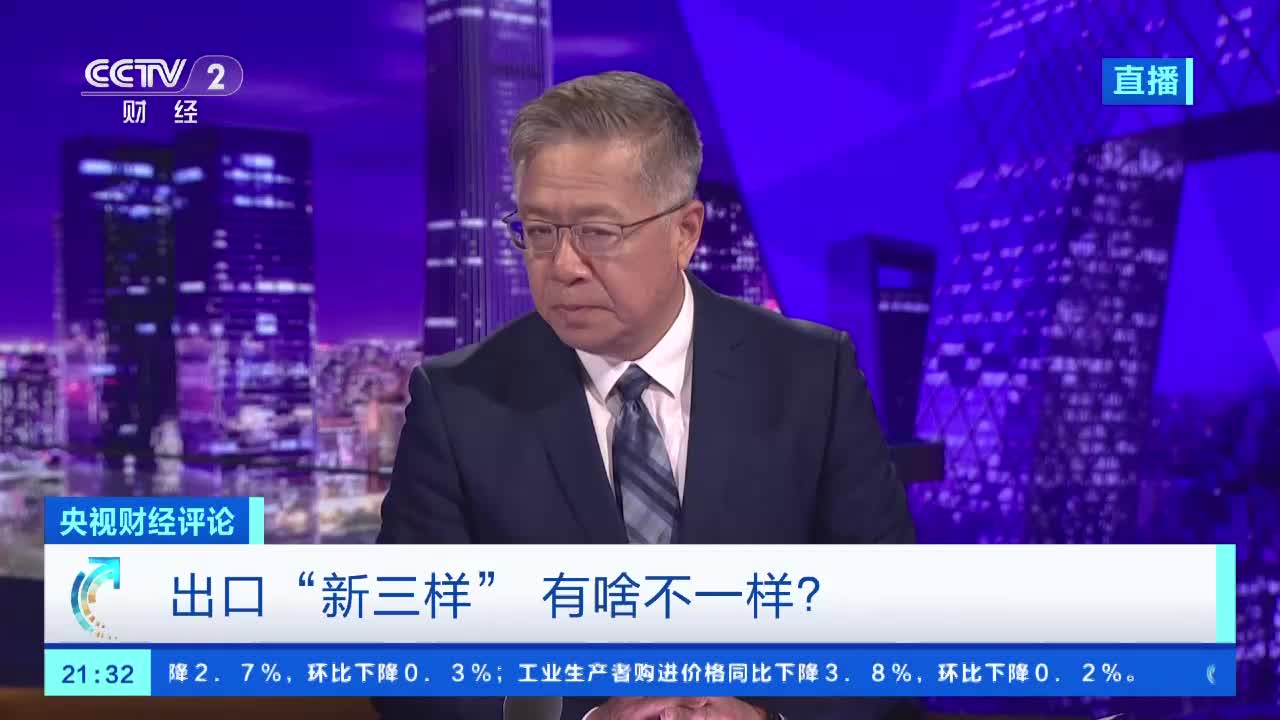 CCTV 2
财经
直播
央视财经评论
出口“新三样” 有啥不一样?
21:32 降2.7%,环比下降0.3%;工业生产者购进价格同比下降3.8%,环比下降0.2%。